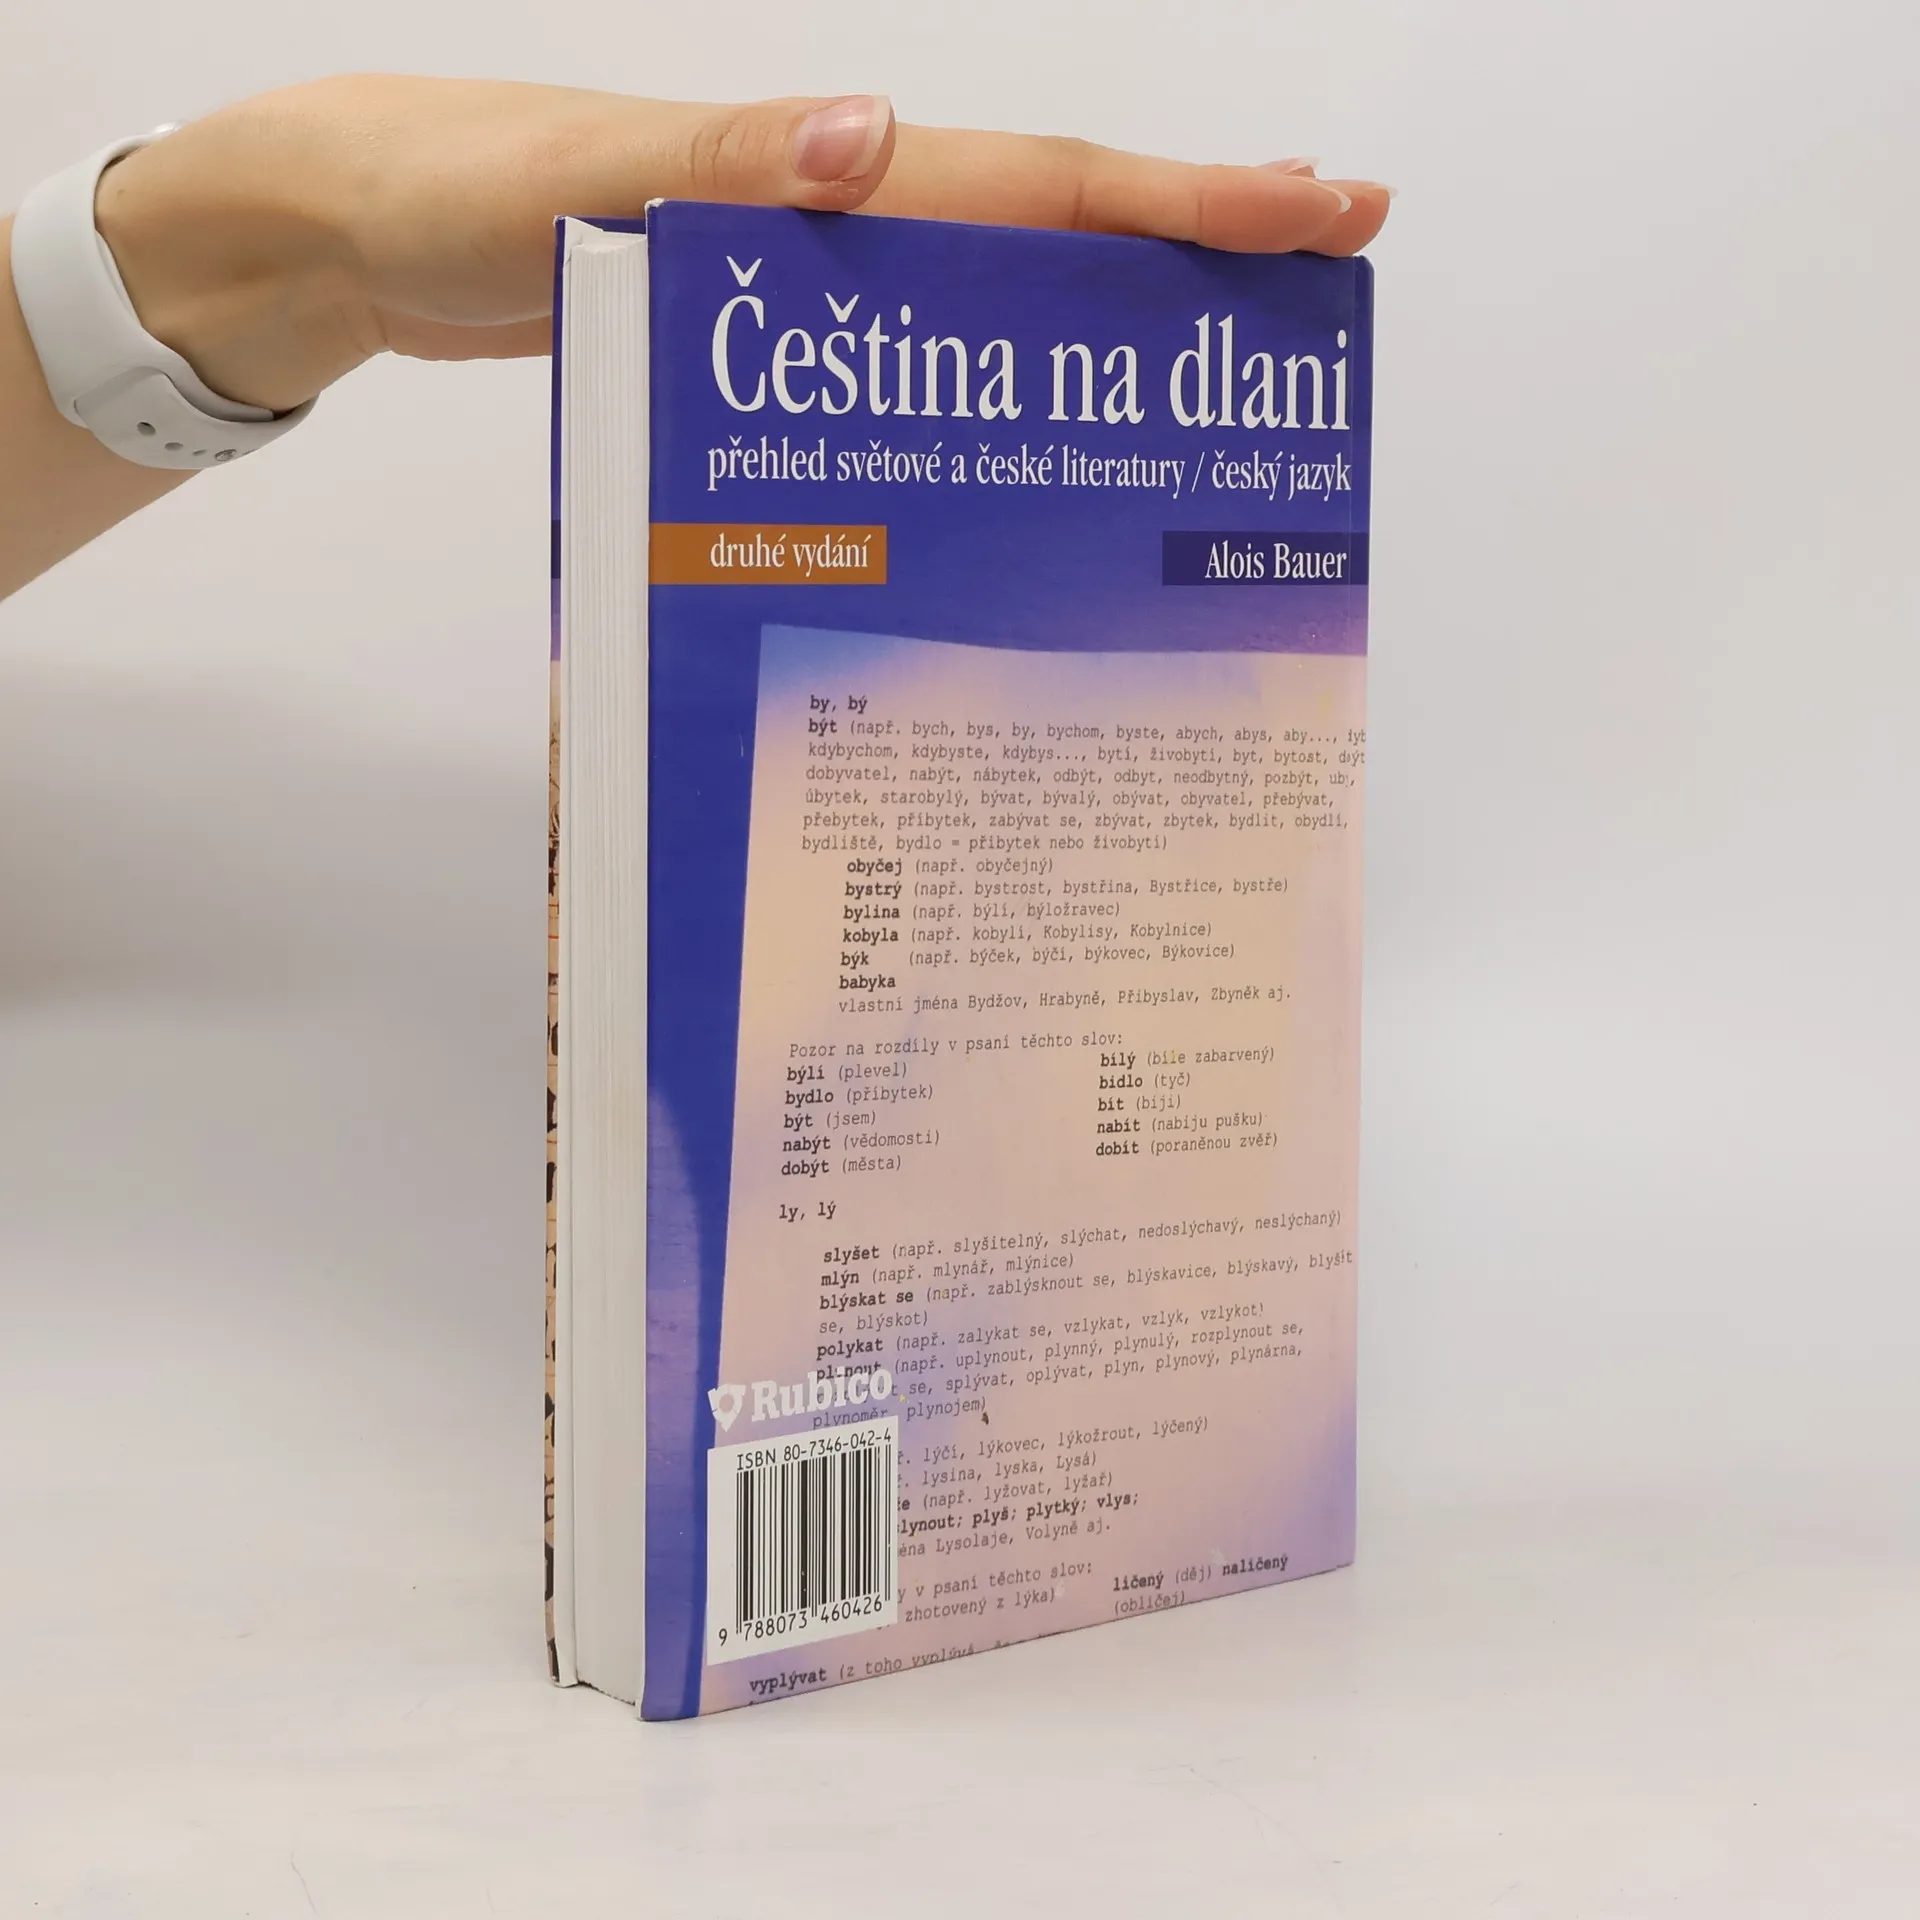 Čeština na dlani
přehled světové a české literatury / český jazyk
druhé vydání
Alois Bauer
by, bý
být (např. bych, bys, by, bychom, byste, abych, abys, aby...,
kdybychom, kdybyste, kdybys..., bytí, živobytí, byt, bytost,
dobyvatel, nabýt, nábytek, odbýt, odbyt, neodbytný, pozbýt,
úbytek, starobylý, bývat, bývalý, obývat, obyvatel, přebývat,
přebytek, příbytek, zabývat se, zbývat, zbytek, bydlit, obydlí,
bydliště, bydlo = příbytek nebo živobytí)
obyčej (např. obyčejný)
bystrý (např. bystrost, bystřina, Bystřice, bystře)
bylina (např. býlí, býložravec)
kobyla (např. kobylí, Kobylisy, Kobylnice)
býk (např. býček, býčí, býkovec, Býkovice)
babyka
vlastní jména Bydžov, Hrabyně, Přibyslav, Zbyněk aj.
Pozor na rozdíly v psaní těchto slov:
býlí (plevel)
bílý (bíle zabarvený)
bydlo (příbytek)
bidlo (tyč)
být (jsem)
bít (biji)
nabýt (vědomosti)
nabít (nabiju pušku)
dobýt (města)
dobít (poraněnou zvěř)
ly, lý
slyšet (např. slyšitelný, slýchat, nedoslýchavý, neslýchaný)
mlýn (např. mlynář, mlýnice)
blýskat se (např. zablýsknout se, blýskavice, blýskavý, blyšit
se, blýskot)
polykat (např. zalykat se, vzlykat, vzlyk, vzlykot)
plynout (např. uplynout, plynný, plynulý, rozplynout se,
se, splývat, oplývat, plyn, plynový, plynárna,
plynoměr, plynojem)
lýčí, lýkovec, lýkožrout, lýčený)
lysina, lyska, Lysá)
(např. lyžovat, lyžař)
plyš; plytký; vlys;
Lysolaje, Volyně aj.
v psaní těchto slov:
zhotovený z lýka)
líčený (děj) nalíčený
(obličej)
vyplývat (z toho vyplývá
Rubico
ISBN 80-7346-042-4
9 788073 460426